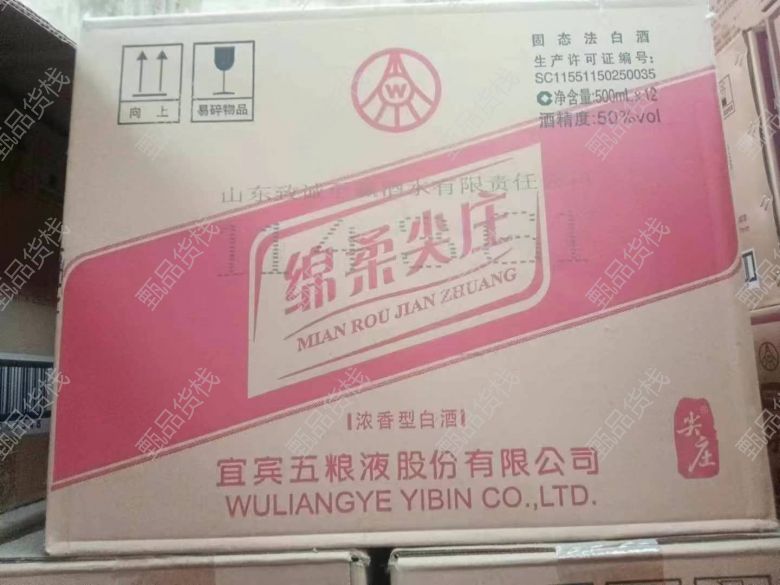 固态法白酒
生产许可证编号:
SC11551150250035
净含量:500mL×12
酒精度:50%vol
向上
易碎物品
W
绵柔尖庄
MIAN ROU JIAN ZHUANG
浓香型白酒
尖庄
宜宾五粮液股份有限公司
WULIANGYE YIBIN CO.,LTD.
甄品货栈